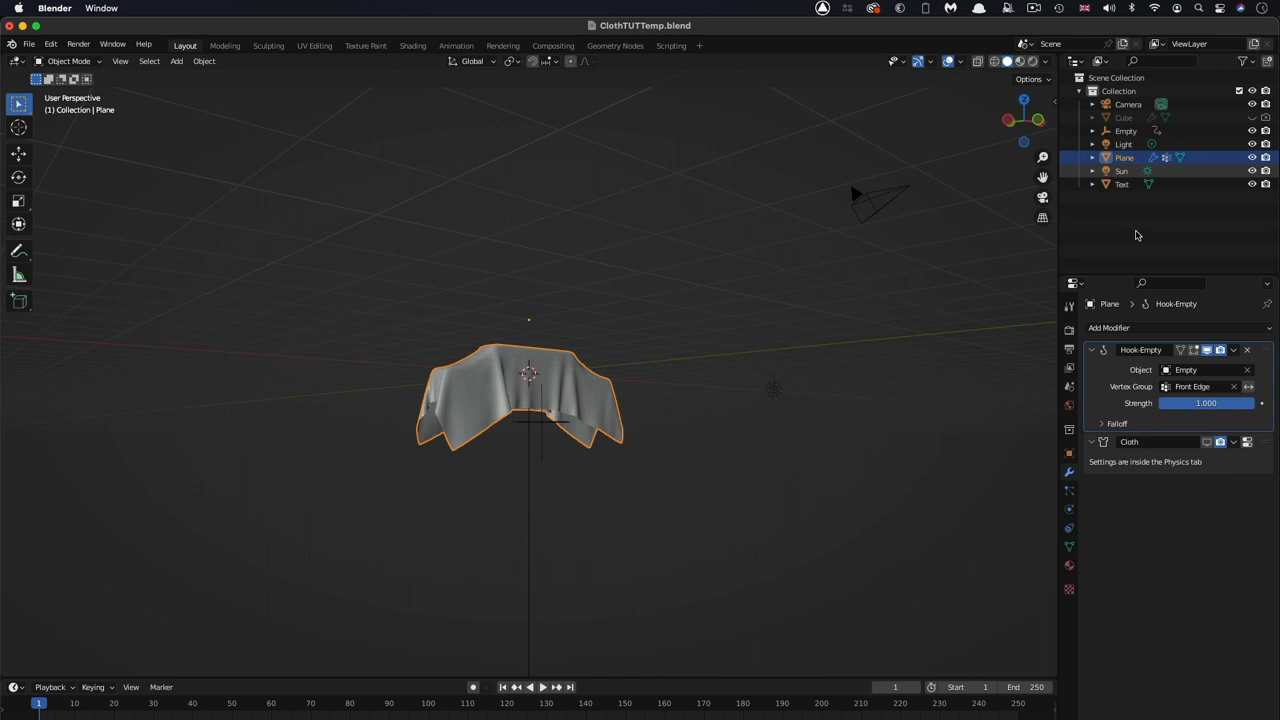 Blender Window
ClothTUTTemp.blend
File Edit Render Window Help Layout Modeling Sculpting UV Editing Texture Paint Shading Animation Rendering Compositing Geometry Nodes Scripting + Scene ViewLayer
Object Mode View Select Add Object Global
Options
User Perspective
(1) Collection | Plane
Z
Scene Collection
Collection
Camera
Cube
Empty
Light
Plane
Sun
Text
Plane > Hook-Empty
Add Modifier
Hook-Empty
Object Empty
Vertex Group Front Edge
Strength 1.000
Falloff
Cloth
Settings are inside the Physics tab
Playback Keying View Marker 1 Start 1 End 250
1 10 20 30 40 50 60 70 80 90 100 110 120 130 140 150 160 170 180 190 200 210 220 230 240 250